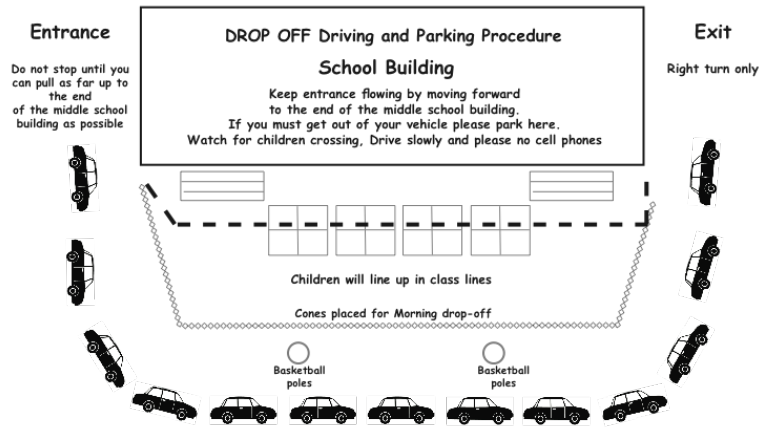 Entrance
Do not stop until you
can pull as far up to
the end
of the middle school
building as possible
DROP OFF Driving and Parking Procedure
School Building
Keep entrance flowing by moving forward
to the end of the middle school building.
If you must get out of your vehicle please park here.
Watch for children crossing, Drive slowly and please no cell phones
Exit
Right turn only
Children will line up in class lines
Cones placed for Morning drop-off
Basketball
poles
Basketball
poles